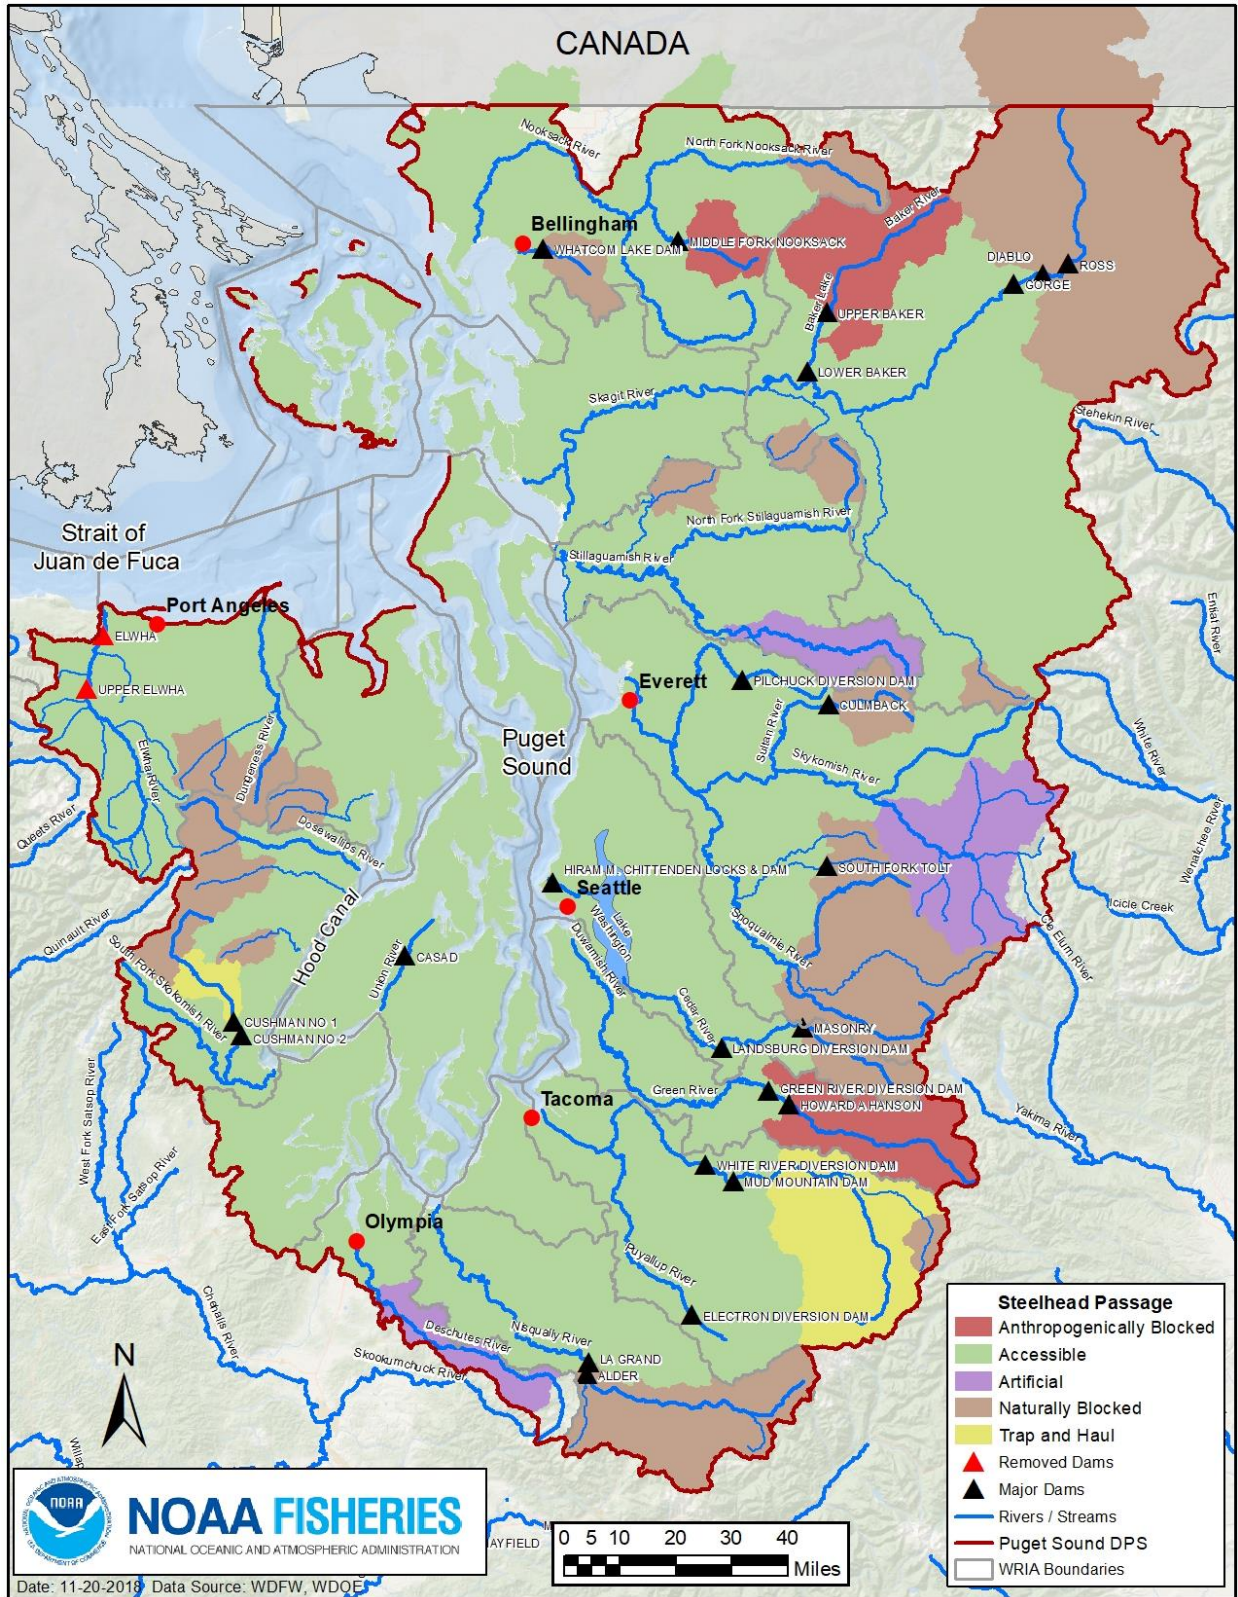 CANADA
Nooksack River
North Fork Nooksack River
Baker River
Bellingham
WHATCOM LAKE DAM
MIDDLE FORK NOOKSACK
DIABLO
ROSS
GORGE
Baker Lake
UPPER BAKER
LOWER BAKER
Skagit River
Stehekin River
North Fork Stillaguamish River
Strait of
Juan de Fuca
Stillaguamish River
Port Angeles
ELWHA
Entiat River
UPPER ELWHA
Everett
PILCHUCK DIVERSION DAM
CULMBACK
Sultan River
Elwha River
Dungeness River
Puget
Sound
Skykomish River
White River
Queets River
Dosewallips River
Wenatchee River
HIRAM M. CHITTENDEN LOCKS & DAM
SOUTH FORK TOLT
Seattle
Lake
Washington
Icicle Creek
Quinault River
Hood Canal
Snoqualmie River
Cle Elum River
Duwamish River
South Fork Skokomish River
Union River
CASAD
CUSHMAN NO 1
CUSHMAN NO 2
Cedar River
MASONRY
LANDSBURG DIVERSION DAM
Green River
GREEN RIVER DIVERSION DAM
HOWARD A HANSON
Tacoma
Yakima River
West Fork Satsop River
WHITE RIVER DIVERSION DAM
MUD MOUNTAIN DAM
East Fork Satsop River
Olympia
Puyallup River
Chehalis River
ELECTRON DIVERSION DAM
Deschutes River
Nisqually River
Skookumchuck River
LA GRAND
ALDER
N
Steelhead Passage
Anthropogenically Blocked
Accessible
Artificial
Naturally Blocked
Trap and Haul
Removed Dams
Major Dams
Rivers / Streams
Puget Sound DPS
WRIA Boundaries
NOAA
NATIONAL OCEANIC AND ATMOSPHERIC ADMINISTRATION
U.S. DEPARTMENT OF COMMERCE
NOAA FISHERIES
NATIONAL OCEANIC AND ATMOSPHERIC ADMINISTRATION
AYFIELD
0 5 10 20 30 40
Miles
Date: 11-20-2018 Data Source: WDFW, WDOE